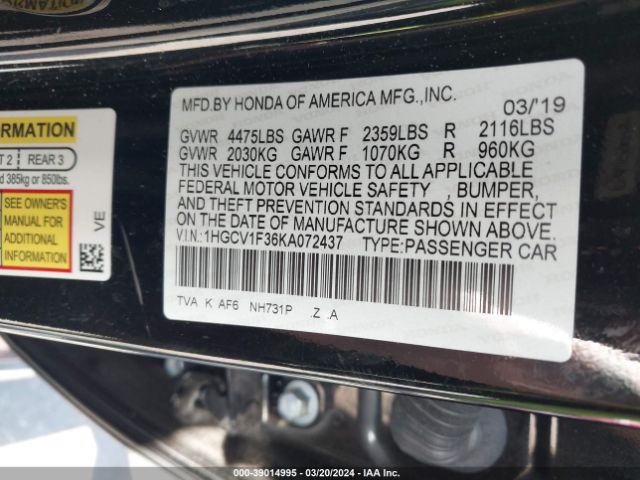 MFD.BY HONDA OF AMERICA MFG.,INC. 03/'19
GVWR 4475LBS GAWR F 2359LBS R 2116LBS
GVWR 2030KG GAWR F 1070KG R 960KG
THIS VEHICLE CONFORMS TO ALL APPLICABLE
FEDERAL MOTOR VEHICLE SAFETY , BUMPER,
AND THEFT PREVENTION STANDARDS IN EFFECT
ON THE DATE OF MANUFACTURE SHOWN ABOVE.
V.I.N.:1HGCV1F36KA072437 TYPE:PASSENGER CAR
TVA K AF6 NH731P .Z .A
INFORMATION
2 REAR 3
385kg or 850lbs.
SEE OWNER'S
MANUAL FOR
ADDITIONAL
INFORMATION
VE
000-39014995 — 03/20/2024 — IAA Inc.